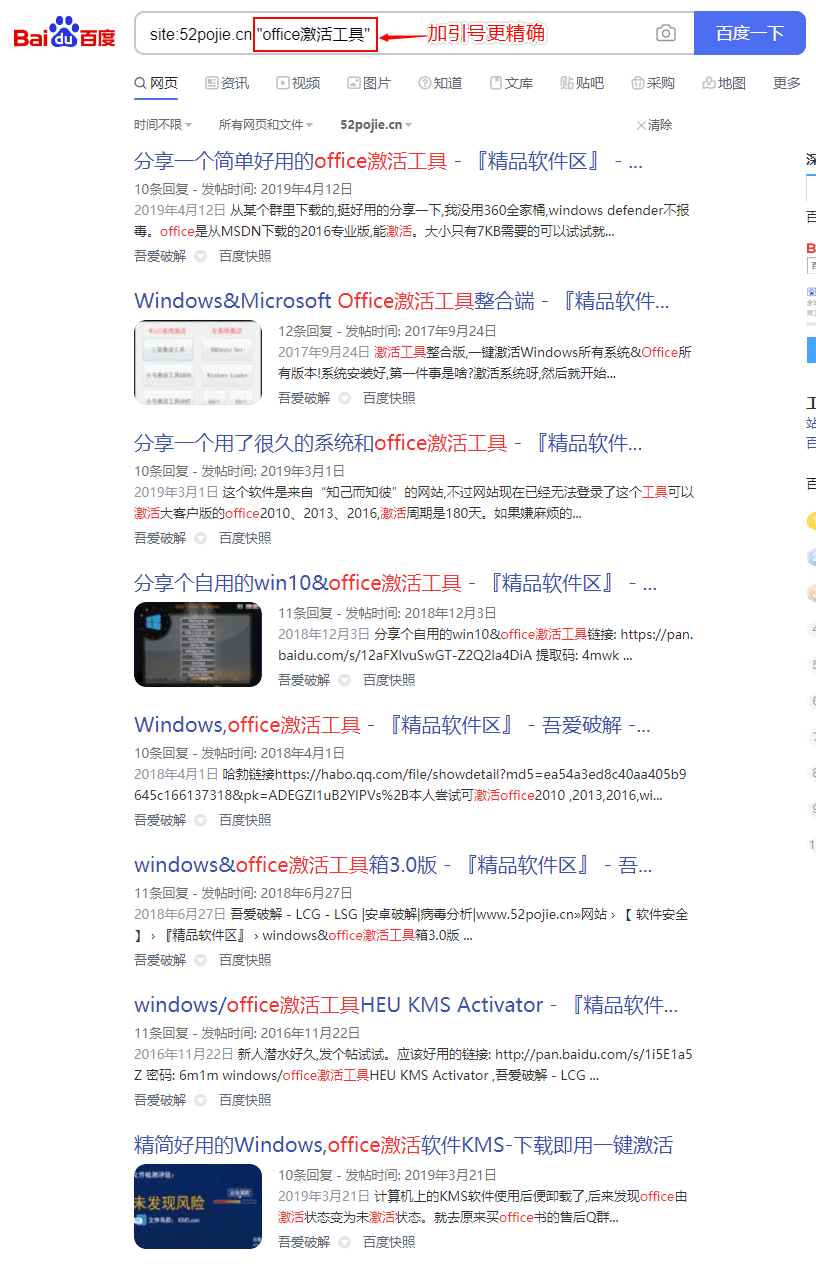 Bai du 百度 site:52pojie.cn "office激活工具" 加引号更精确 百度一下
网页 资讯 视频 图片 知道 文库 贴吧 采购 地图 更多
时间不限 所有网页和文件 52pojie.cn 清除
分享一个简单好用的office激活工具 - 『精品软件区』 - ...
10条回复 - 发帖时间: 2019年4月12日
2019年4月12日 从某个群里下载的,挺好用的分享一下,我没用360全家桶,windows defender不报
毒。office是从MSDN下载的2016专业版,能激活。大小只有7KB需要的可以试试就...
吾爱破解 百度快照
Windows&Microsoft Office激活工具整合端 - 『精品软件...
12条回复 - 发帖时间: 2017年9月24日
2017年9月24日 激活工具整合版,一键激活Windows所有系统&Office所
有版本!系统安装好,第一件事是啥?激活系统呀,然后就开始...
吾爱破解 百度快照
分享一个用了很久的系统和office激活工具 - 『精品软件...
10条回复 - 发帖时间: 2019年3月1日
2019年3月1日 这个软件是来自“知己而知彼”的网站,不过网站现在已经无法登录了这个工具可以
激活大客户版的office2010、2013、2016,激活周期是180天。如果嫌麻烦的...
吾爱破解 百度快照
分享个自用的win10&office激活工具 - 『精品软件区』 - ...
11条回复 - 发帖时间: 2018年12月3日
2018年12月3日 分享个自用的win10&office激活工具链接: https://pan.
baidu.com/s/12aFXlvuSwGT-Z2Q2la4DiA 提取码: 4mwk ...
吾爱破解 百度快照
Windows,office激活工具 - 『精品软件区』 - 吾爱破解 -...
10条回复 - 发帖时间: 2018年4月1日
2018年4月1日 哈勃链接https://habo.qq.com/file/showdetail?md5=ea54a3ed8c40aa405b9
645c166137318&pk=ADEGZl1uB2YIPVs%2B本人尝试可激活office2010 ,2013,2016,wi...
吾爱破解 百度快照
windows&office激活工具箱3.0版 - 『精品软件区』 - 吾...
11条回复 - 发帖时间: 2018年6月27日
2018年6月27日 吾爱破解 - LCG - LSG |安卓破解|病毒分析|www.52pojie.cn»网站 › 【 软件安全
】 › 『精品软件区』 › windows&office激活工具箱3.0版 ...
吾爱破解 百度快照
windows/office激活工具HEU KMS Activator - 『精品软件...
11条回复 - 发帖时间: 2016年11月22日
2016年11月22日 新人潜水好久,发个帖试试。应该好用的链接: http://pan.baidu.com/s/1i5E1a5
Z 密码: 6m1m windows/office激活工具HEU KMS Activator ,吾爱破解 - LCG ...
吾爱破解 百度快照
精简好用的Windows,office激活软件KMS-下载即用一键激活
未发现风险
文件名称: KMS.exe
10条回复 - 发帖时间: 2019年3月21日
2019年3月21日 计算机上的KMS软件使用后便卸载了,后来发现office由
激活状态变为未激活状态。就去原来买office书的售后Q群...
吾爱破解 百度快照